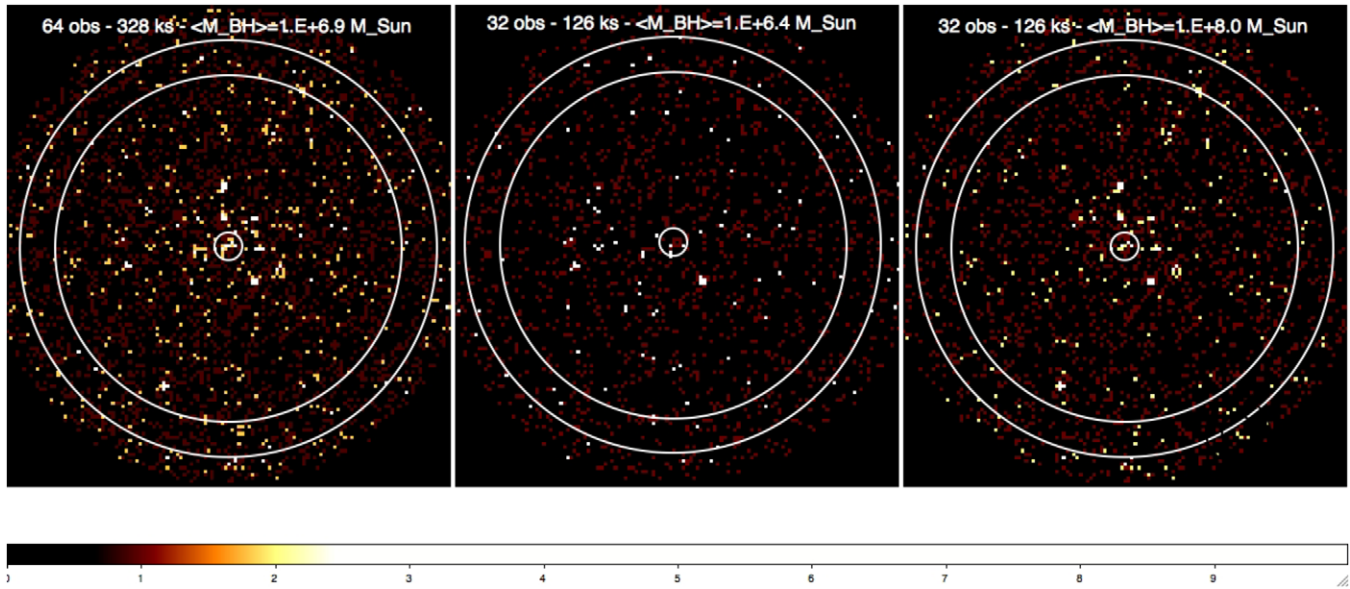 64 obs - 328 ks - <M_BH>=1.E+6.9 M_Sun
32 obs - 126 ks - <M_BH>=1.E+6.4 M_Sun
32 obs - 126 ks - <M_BH>=1.E+8.0 M_Sun
0 1 2 3 4 5 6 7 8 9